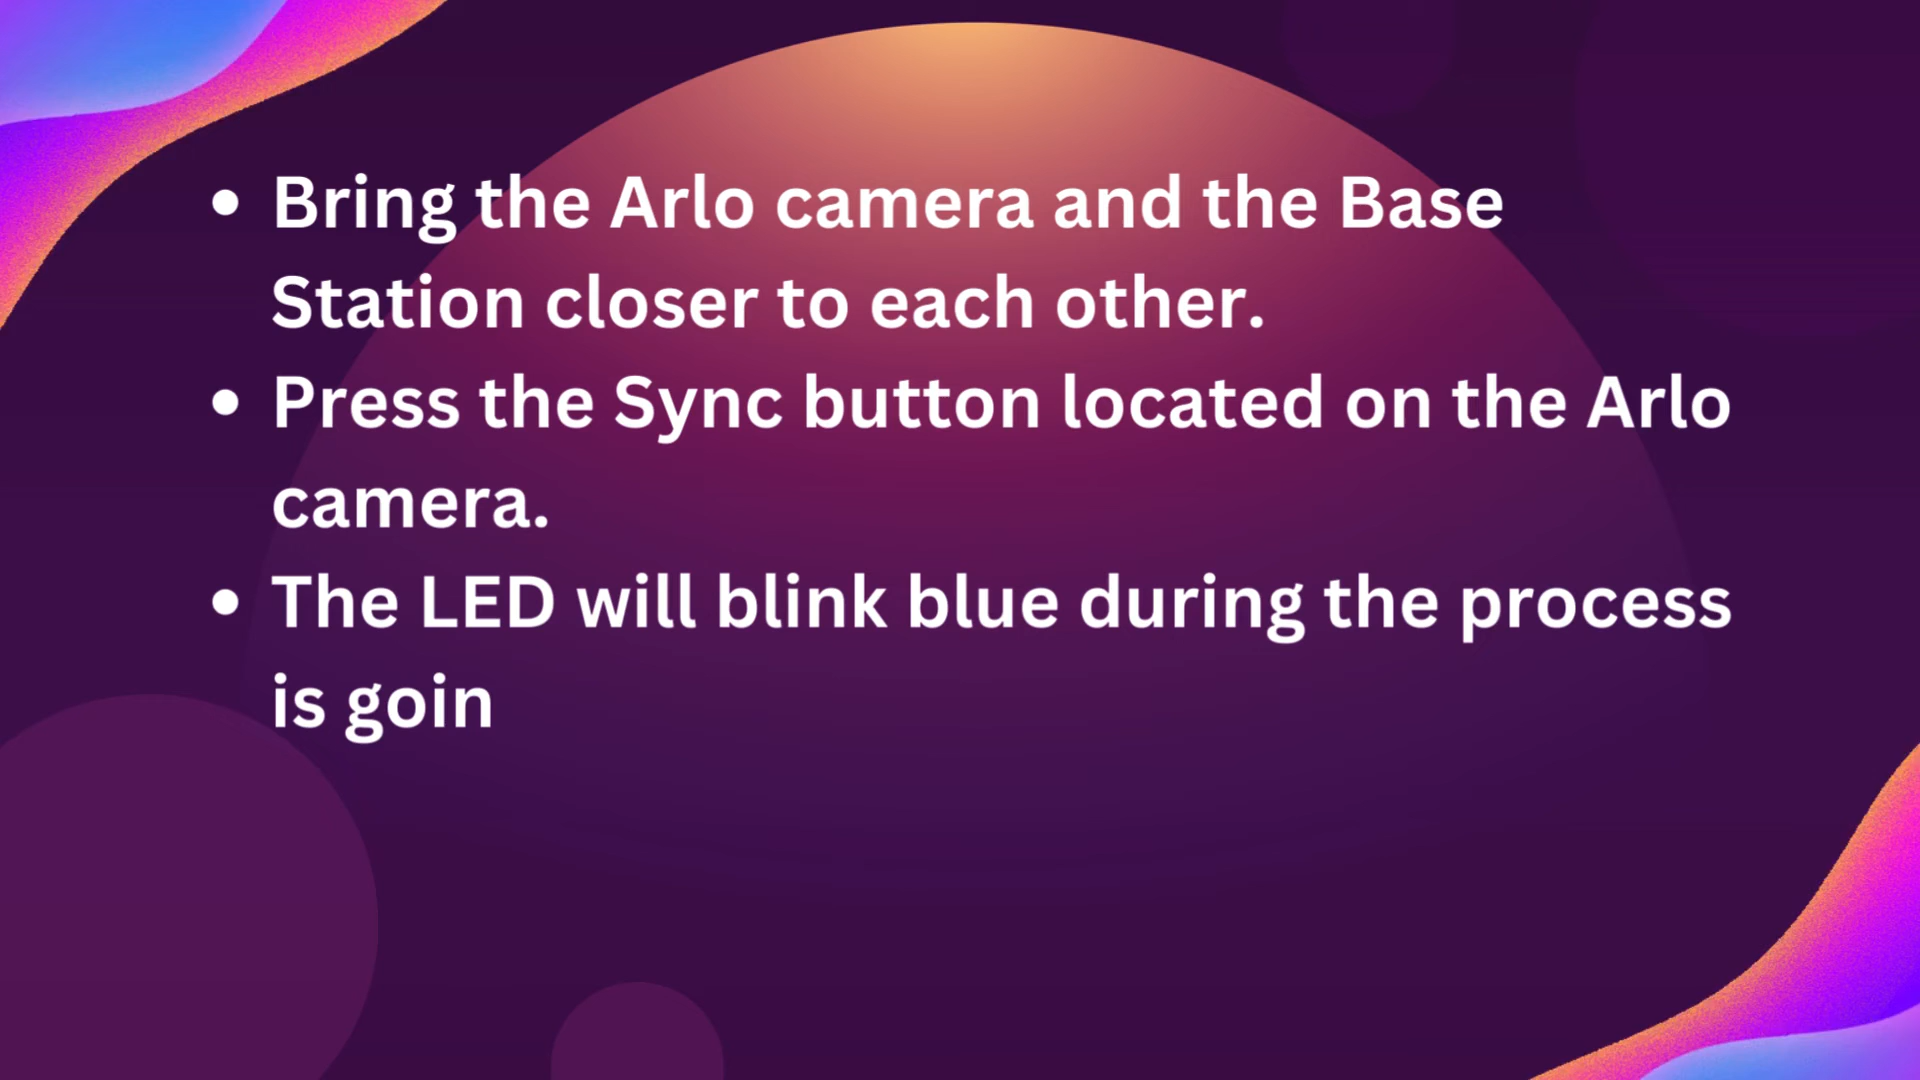 • Bring the Arlo camera and the Base
Station closer to each other.
• Press the Sync button located on the Arlo
camera.
• The LED will blink blue during the process
is goin